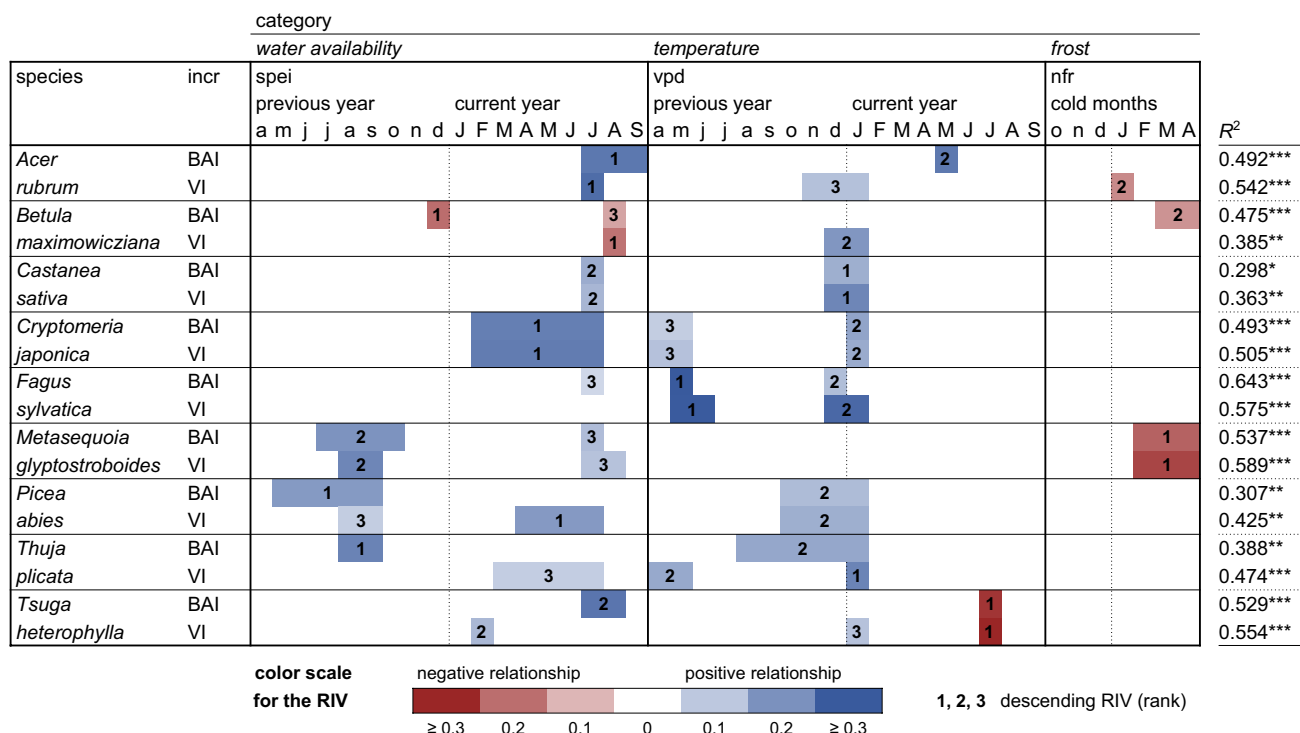 category
water availability temperature frost
species incr spei vpd nfr
previous year current year previous year current year cold months
a m j j a s o n d J F M A M J J A S a m j j a s o n d J F M A M J J A S o n d J F M A R²
Acer BAI 1 2 0.492***
rubrum VI 1 3 2 0.542***
Betula BAI 1 3 2 0.475***
maximowicziana VI 1 2 0.385**
Castanea BAI 2 1 0.298*
sativa VI 2 1 0.363**
Cryptomeria BAI 1 3 2 0.493***
japonica VI 1 3 2 0.505***
Fagus BAI 3 1 2 0.643***
sylvatica VI 1 2 0.575***
Metasequoia BAI 2 3 1 0.537***
glyptostroboides VI 2 3 1 0.589***
Picea BAI 1 2 0.307**
abies VI 3 1 2 0.425**
Thuja BAI 1 2 0.388**
plicata VI 3 2 1 0.474***
Tsuga BAI 2 1 0.529***
heterophylla VI 2 3 1 0.554***
color scale negative relationship positive relationship
for the RIV 1, 2, 3 descending RIV (rank)
≥ 0.3 0.2 0.1 0 0.1 0.2 ≥ 0.3